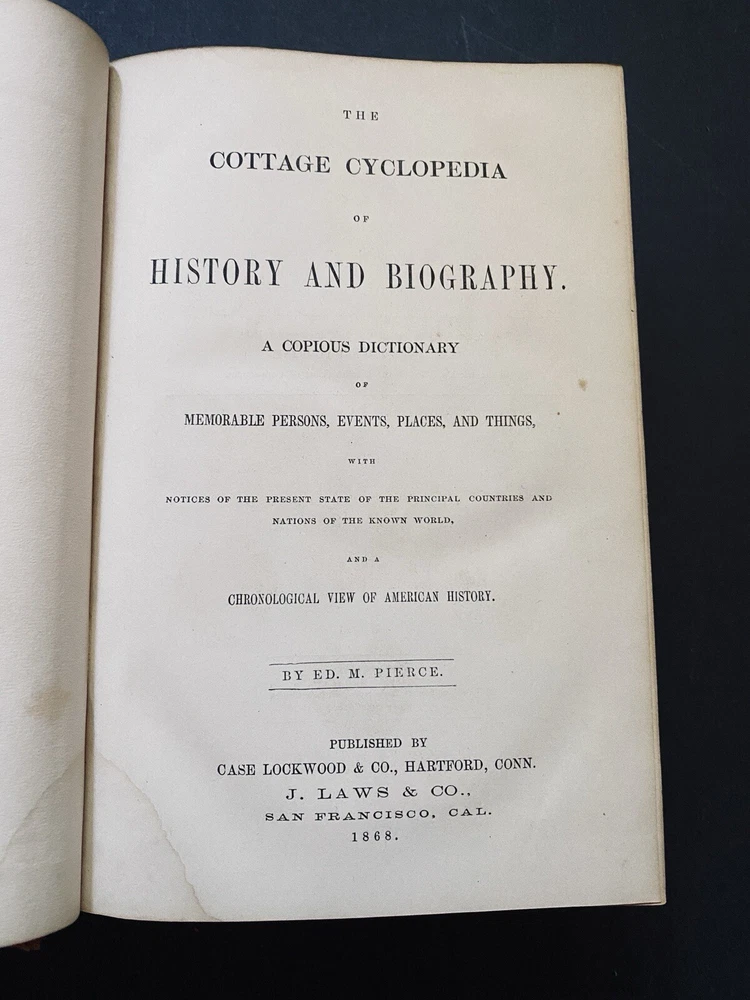 THE
COTTAGE CYCLOPEDIA
OF
HISTORY AND BIOGRAPHY.
A COPIOUS DICTIONARY
OF
MEMORABLE PERSONS, EVENTS, PLACES, AND THINGS,
WITH
NOTICES OF THE PRESENT STATE OF THE PRINCIPAL COUNTRIES AND
NATIONS OF THE KNOWN WORLD,
AND A
CHRONOLOGICAL VIEW OF AMERICAN HISTORY.
BY ED. M. PIERCE.
PUBLISHED BY
CASE LOCKWOOD & CO., HARTFORD, CONN.
J. LAWS & CO.,
SAN FRANCISCO, CAL.
1868.